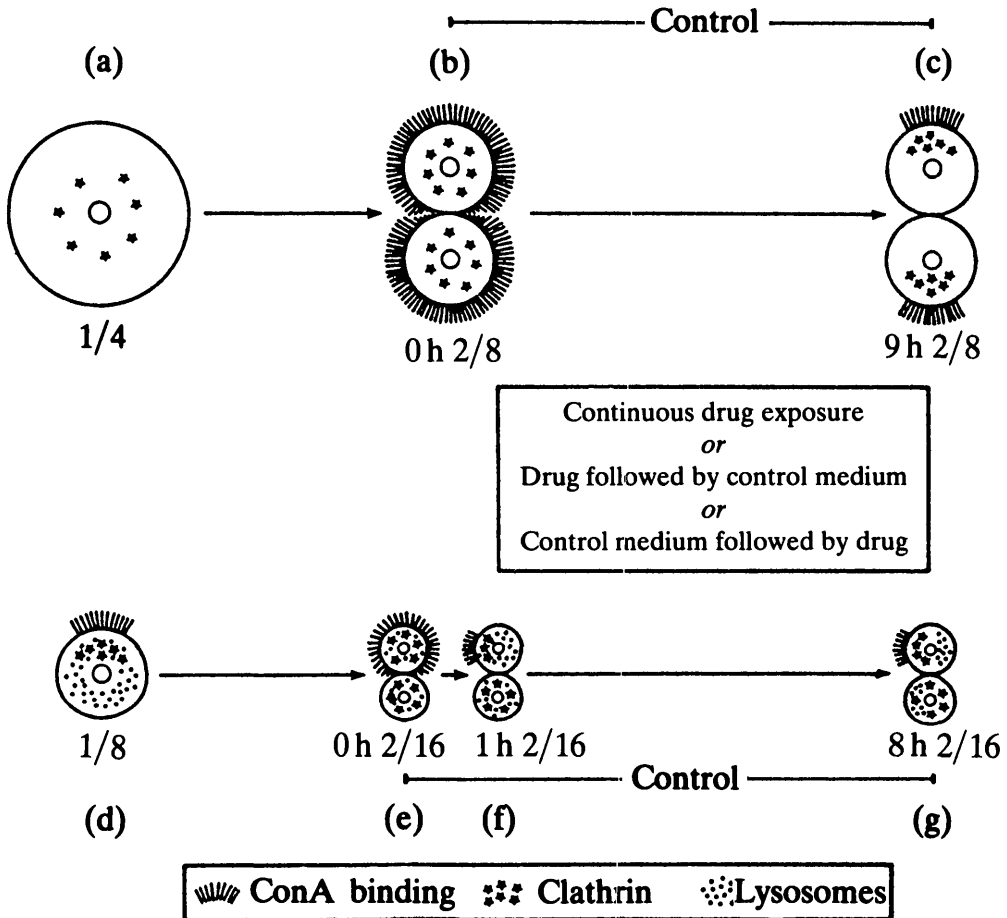 Control
(a) (b) (c)
1/4
0 h 2/8
9 h 2/8
Continuous drug exposure
or
Drug followed by control medium
or
Control medium followed by drug
1/8
0 h 2/16
1 h 2/16
8 h 2/16
Control
(d) (e) (f) (g)
ConA binding Clathrin Lysosomes